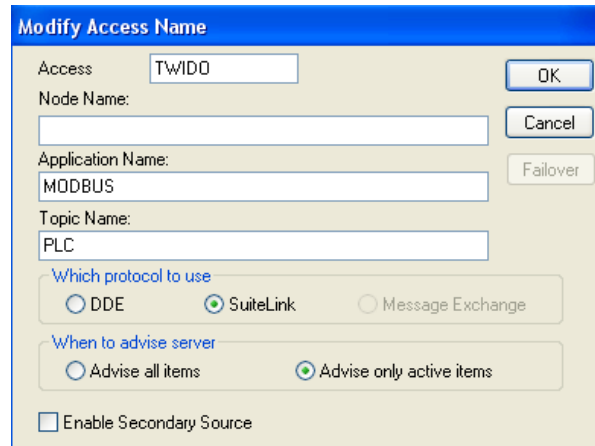 Modify Access Name
Access TWIDO
OK
Node Name:
Cancel
Application Name:
Failover
MODBUS
Topic Name:
PLC
Which protocol to use
DDE SuiteLink Message Exchange
When to advise server
Advise all items Advise only active items
Enable Secondary Source